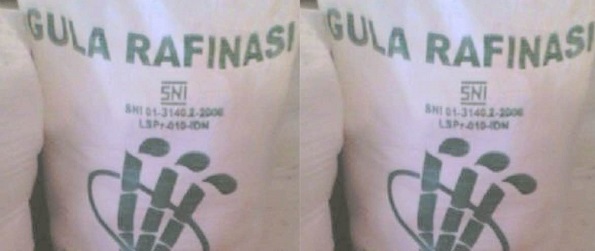 GULA RAFINASI
SNI
SNI 01-3140.2-2006
LSPr-010-IDN
GULA RAFINASI
SNI
SNI 01-3140.2-2006
LSPr-010-IDN